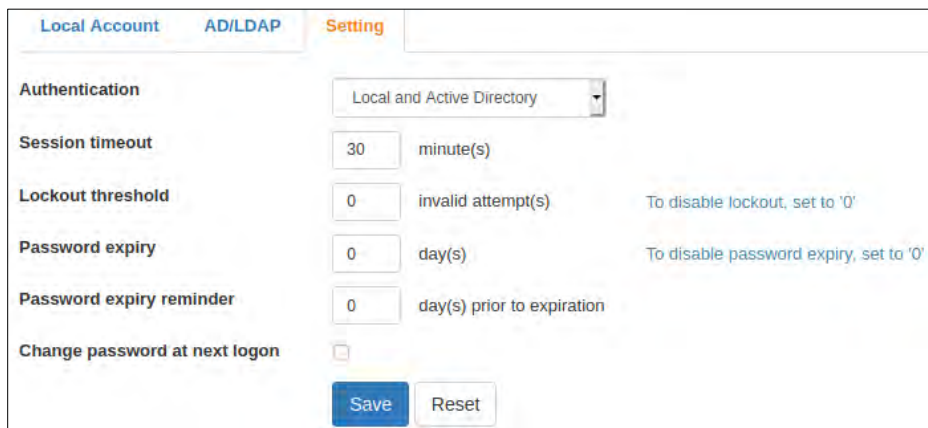 Local Account AD/LDAP Setting
Authentication Local and Active Directory
Session timeout 30 minute(s)
Lockout threshold 0 invalid attempt(s) To disable lockout, set to '0'
Password expiry 0 day(s) To disable password expiry, set to '0'
Password expiry reminder 0 day(s) prior to expiration
Change password at next logon
Save Reset